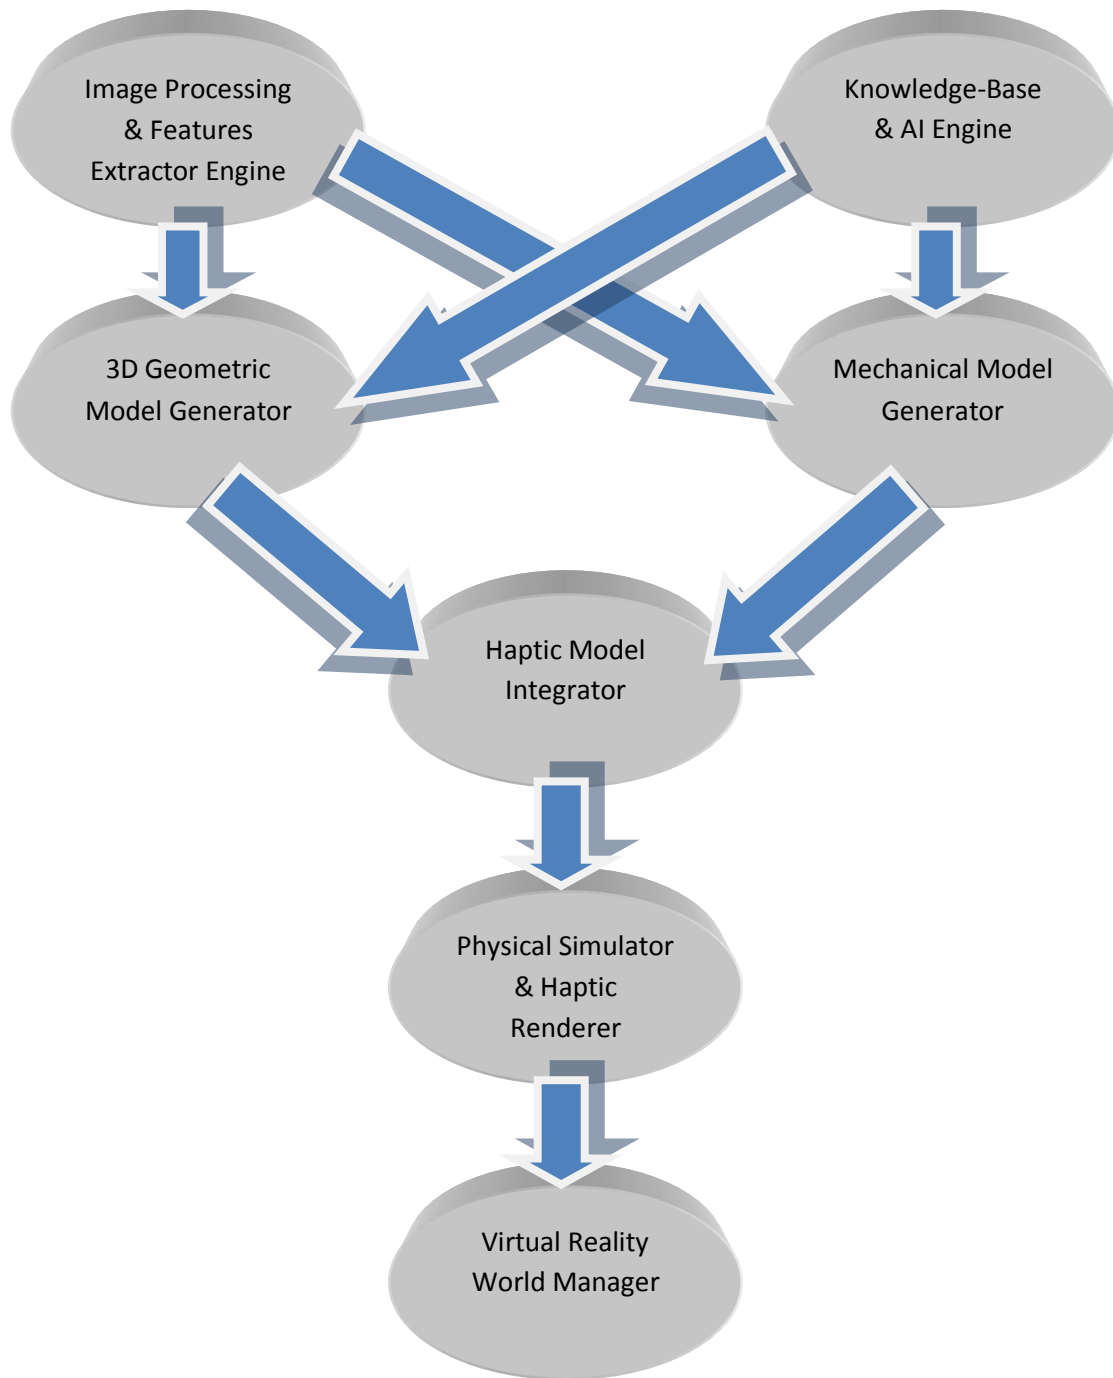 Image Processing
& Features
Extractor Engine
Knowledge-Base
& AI Engine
3D Geometric
Model Generator
Mechanical Model
Generator
Haptic Model
Integrator
Physical Simulator
& Haptic
Renderer
Virtual Reality
World Manager